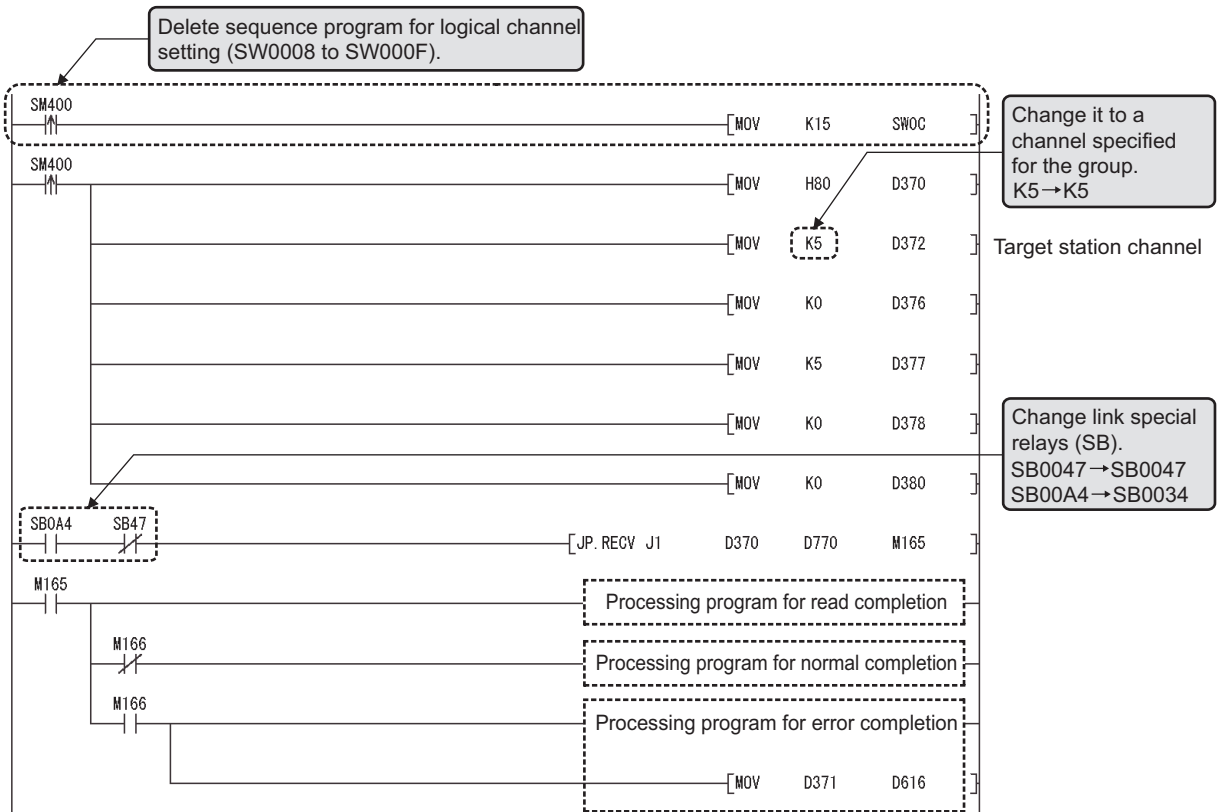 Delete sequence program for logical channel
setting (SW0008 to SW000F).
SM400
[MOV K15 SW0C ]
Change it to a
channel specified
for the group.
K5→K5
SM400
[MOV H80 D370 ]
[MOV K5 D372 ] Target station channel
[MOV K0 D376 ]
[MOV K5 D377 ]
[MOV K0 D378 ]
Change link special
relays (SB).
SB0047→SB0047
SB00A4→SB0034
[MOV K0 D380 ]
SB0A4 SB47
[JP.RECV J1 D370 D770 M165 ]
M165
Processing program for read completion
M166
Processing program for normal completion
M166
Processing program for error completion
[MOV D371 D616 ]